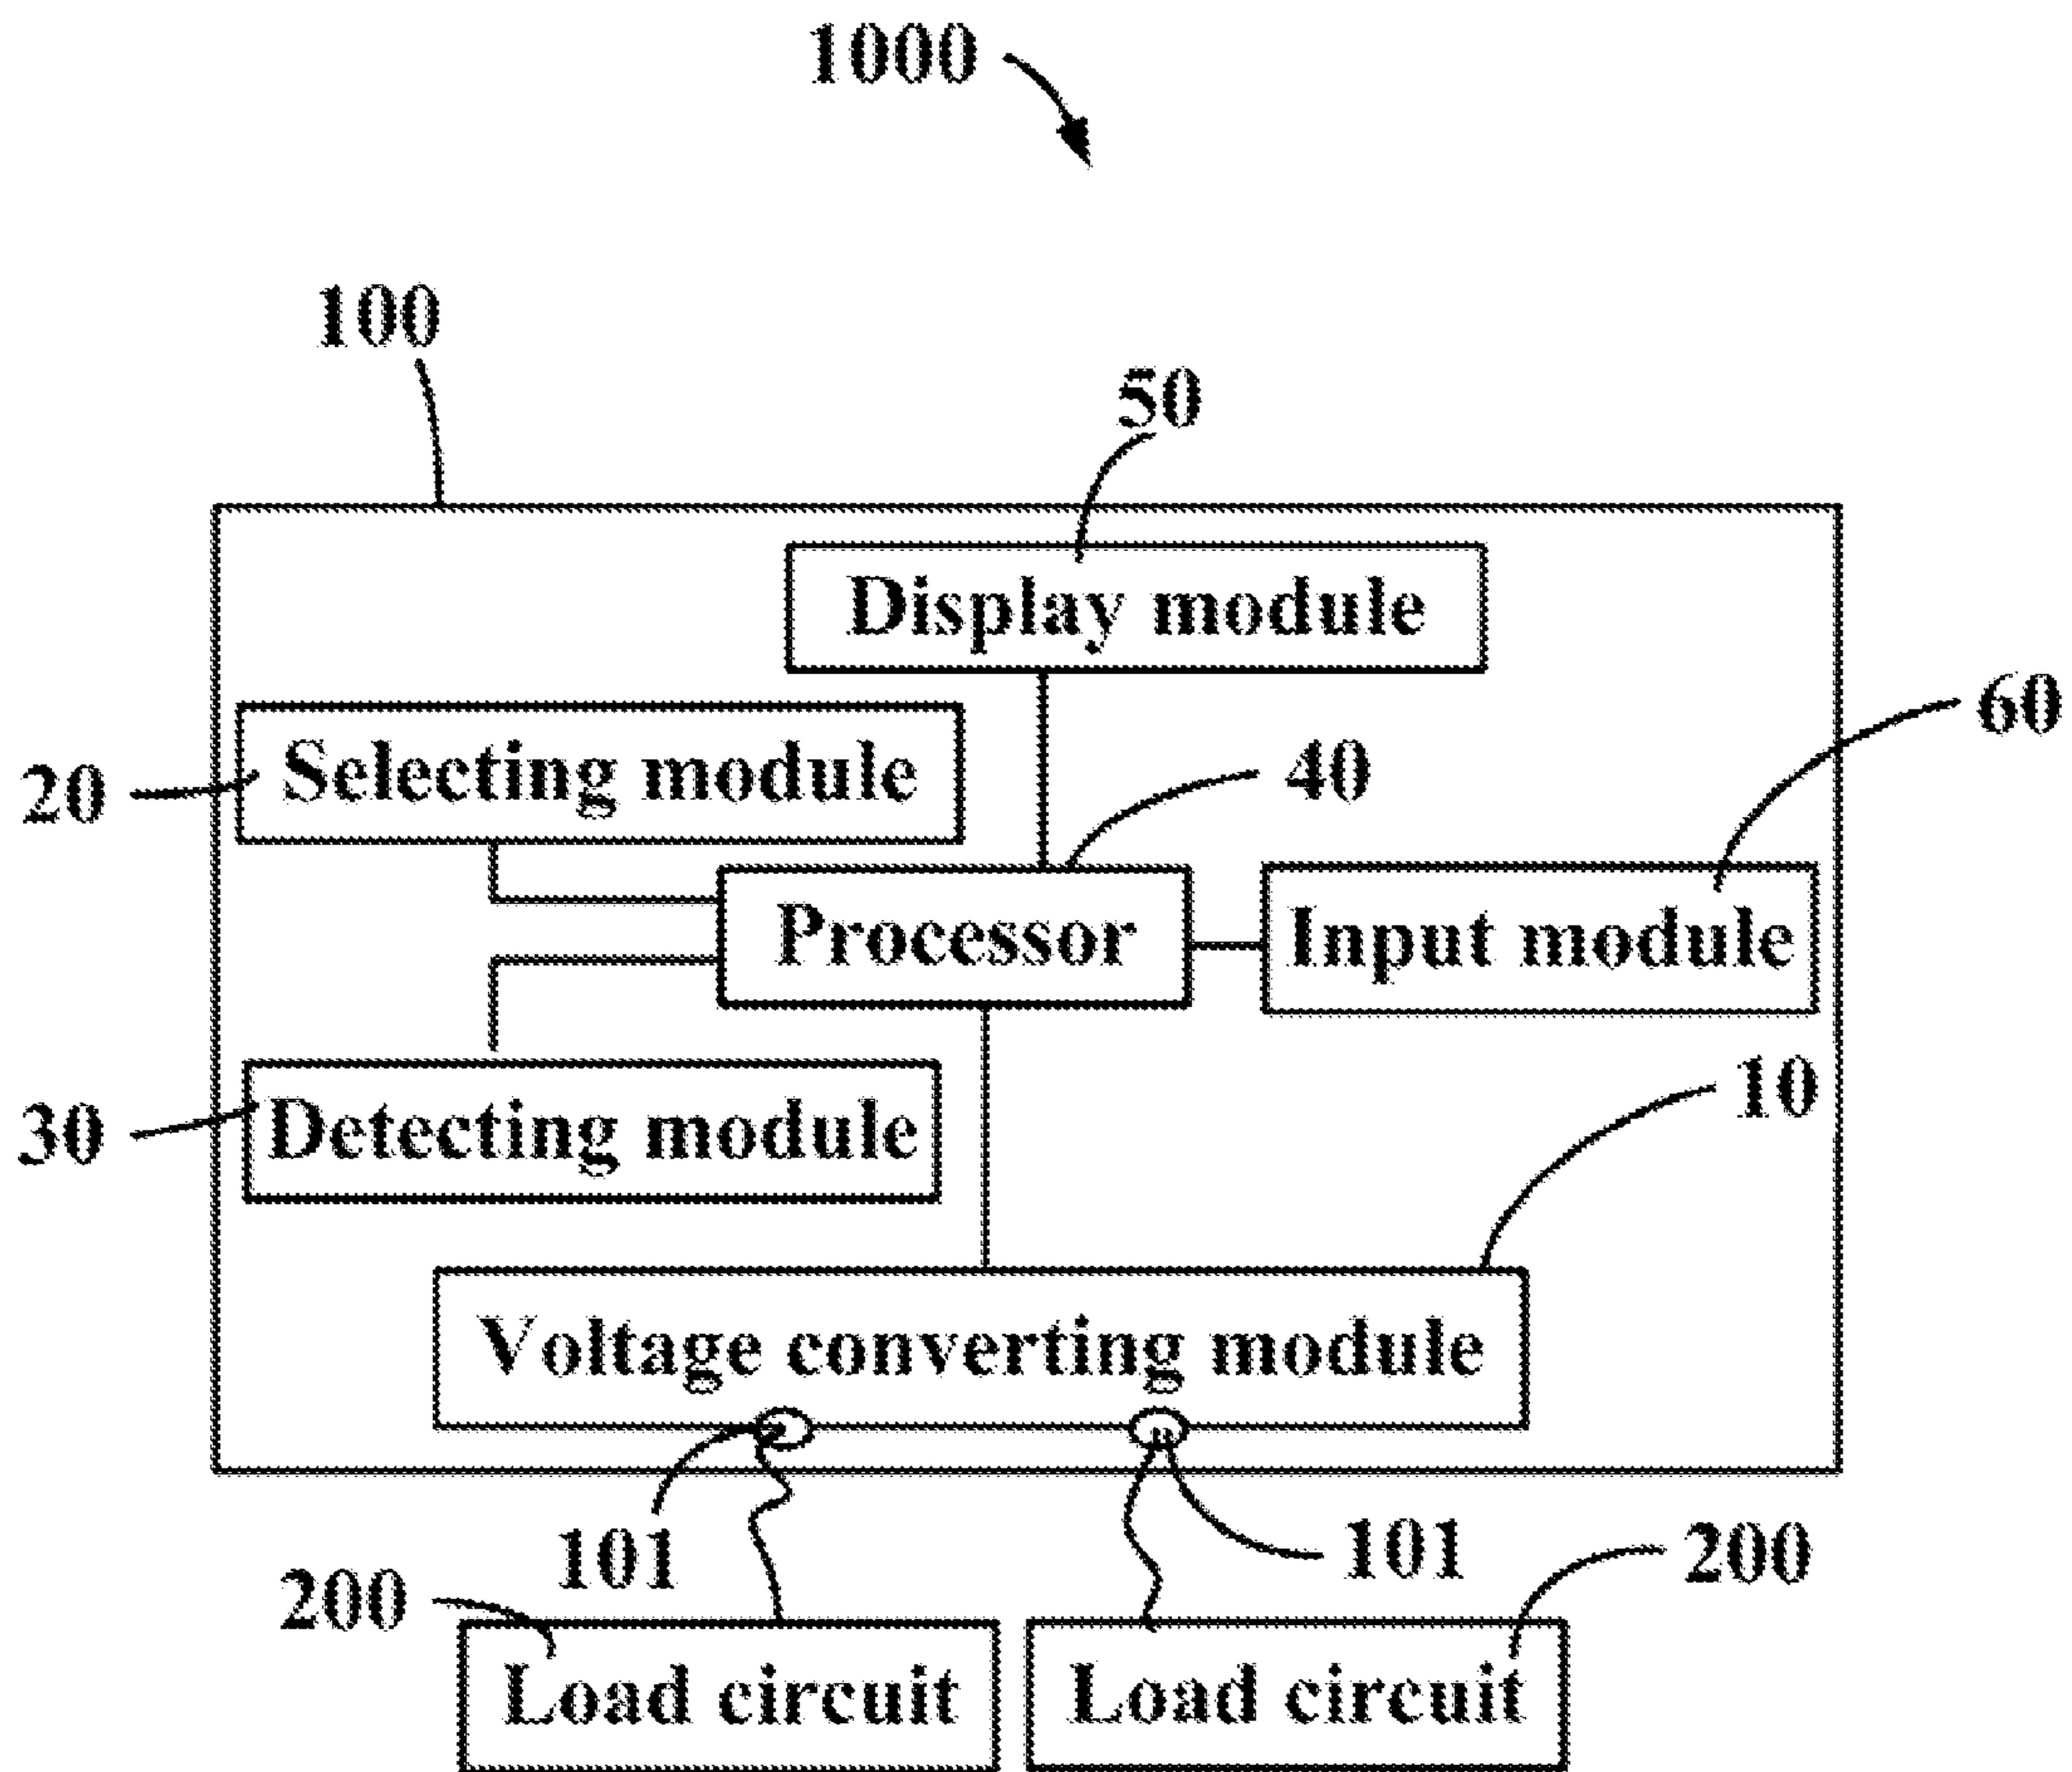 1000
100
50
Display module
60
Selecting module
40
20
Processor
Input module
10
Detecting module
30
Voltage converting module
101
101
200
200
Load circuit
Load circuit